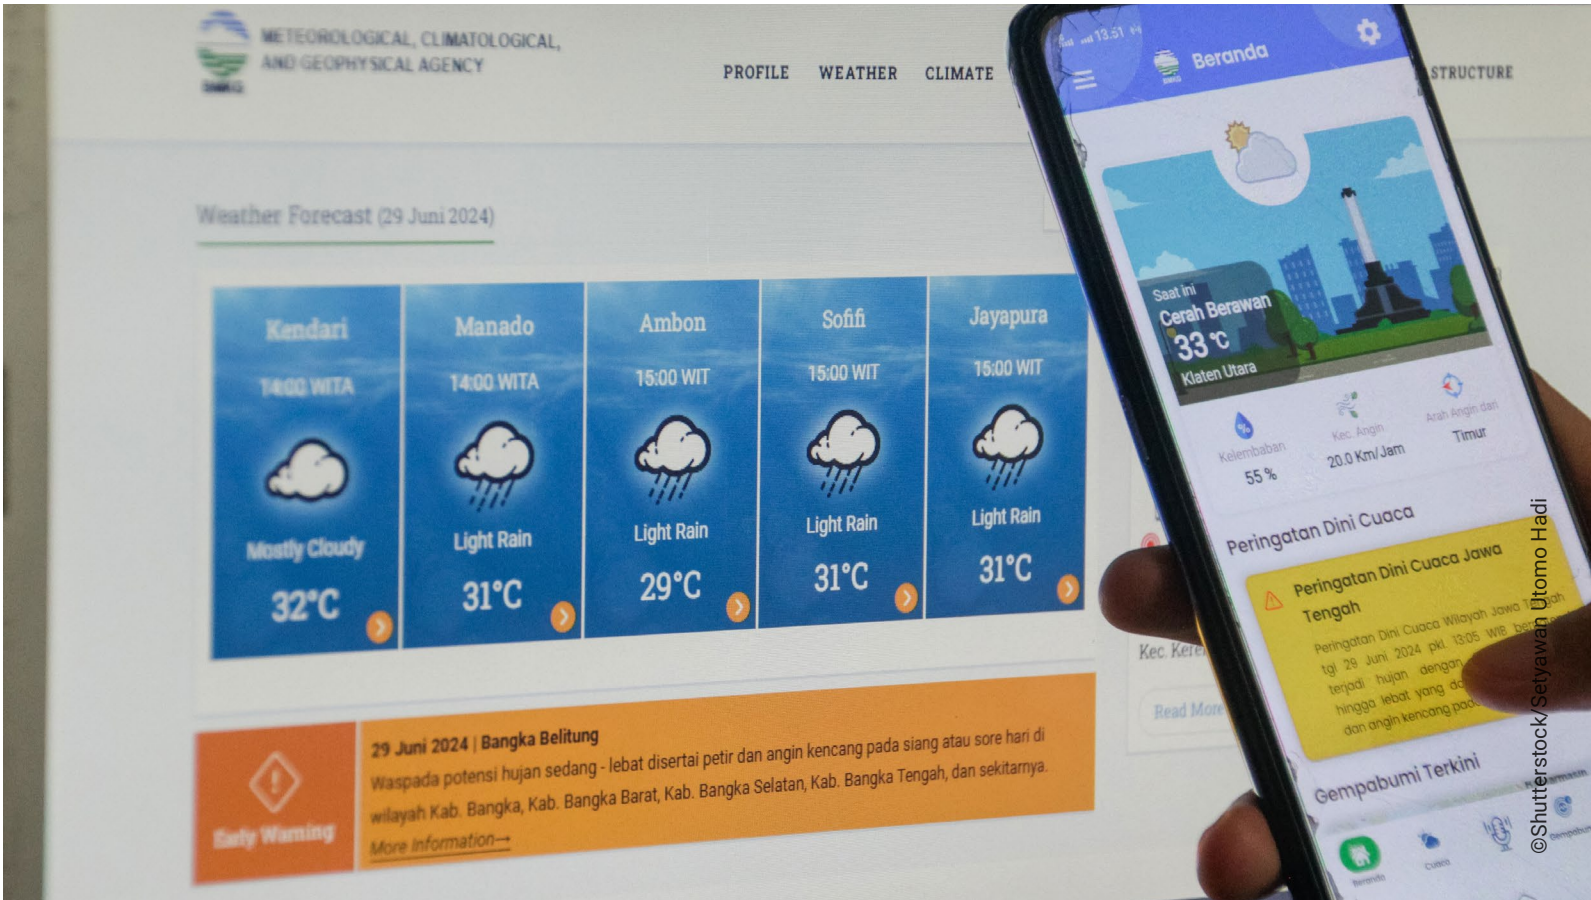 METEOROLOGICAL, CLIMATOLOGICAL,
AND GEOPHYSICAL AGENCY
BMKG
PROFILE WEATHER CLIMATE STRUCTURE
Weather Forecast (29 Juni 2024)
Kendari
14:00 WITA
Mostly Cloudy
32°C
Manado
14:00 WITA
Light Rain
31°C
Ambon
15:00 WIT
Light Rain
29°C
Sofifi
15:00 WIT
Light Rain
31°C
Jayapura
15:00 WIT
Light Rain
31°C
Early Warning
29 Juni 2024 | Bangka Belitung
Waspada potensi hujan sedang - lebat disertai petir dan angin kencang pada siang atau sore hari di
wilayah Kab. Bangka, Kab. Bangka Barat, Kab. Bangka Selatan, Kab. Bangka Tengah, dan sekitarnya.
More Information→
Kec.
Read More
13.51
Beranda
Saat ini
Cerah Berawan
33 °C
Klaten Utara
Kelembaban
55 %
Kec. Angin
20.0 Km/Jam
Arah Angin dari
Timur
Peringatan Dini Cuaca
Peringatan Dini Cuaca Jawa
Tengah
Peringatan Dini Cuaca Wilayah Jawa
tgl 29 Juni 2024 pkl 13:05 WIB
terjadi hujan dengan
hingga lebat yang
dan angin kencang
Gempabumi Terkini
Beranda
Cuaca
©Shutterstock/Setyawan Utomo Hadi